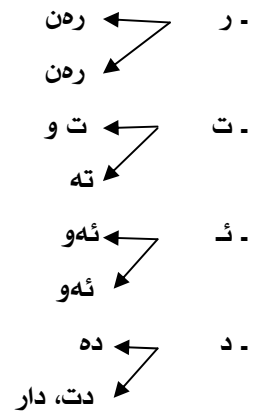 ـ ر رەن
رەن
ـ ت ت و
تە
ـ ئـ ئەو
ئەو
ـ د دە
دت، دار